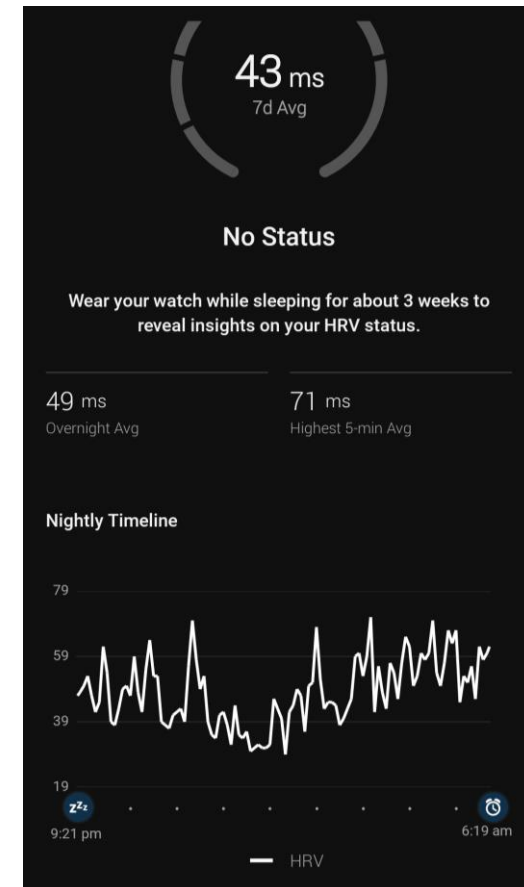 43 ms
7d Avg
No Status
Wear your watch while sleeping for about 3 weeks to
reveal insights on your HRV status.
49 ms
Overnight Avg
71 ms
Highest 5-min Avg
Nightly Timeline
79
59
39
19
zzz
9:21 pm
6:19 am
HRV